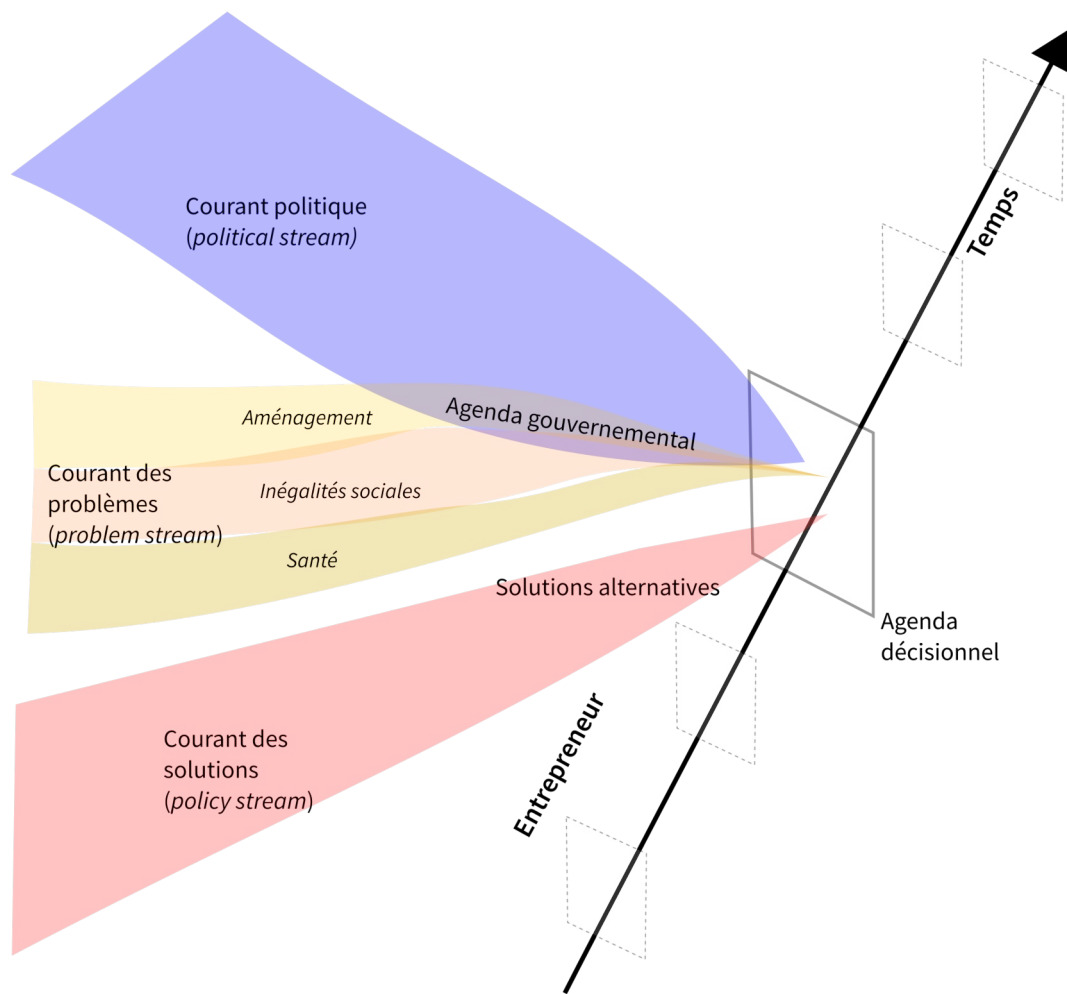 Courant politique
(political stream)
Temps
Aménagement
Agenda gouvernemental
Courant des
problèmes
(problem stream)
Inégalités sociales
Santé
Solutions alternatives
Agenda
décisionnel
Entrepreneur
Courant des
solutions
(policy stream)